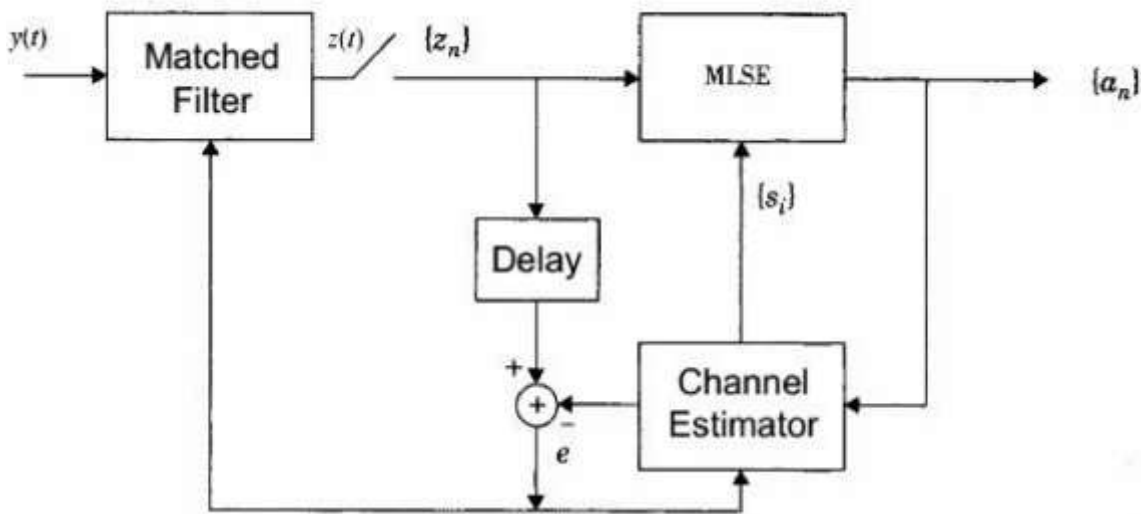 y(t)
Matched
Filter
z(t)
{z_n}
MLSE
{a_n}
{s_i}
Delay
+
+
−
e
Channel
Estimator